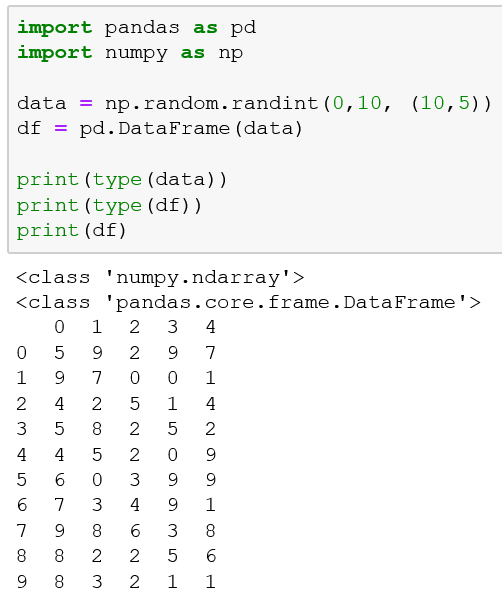 import pandas as pd
import numpy as np
data = np.random.randint(0,10, (10,5))
df = pd.DataFrame(data)
print(type(data))
print(type(df))
print(df)
<class 'numpy.ndarray'>
<class 'pandas.core.frame.DataFrame'>
   0  1  2  3  4
0  5  9  2  9  7
1  9  7  0  0  1
2  4  2  5  1  4
3  5  8  2  5  2
4  4  5  2  0  9
5  6  0  3  9  9
6  7  3  4  9  1
7  9  8  6  3  8
8  8  2  2  5  6
9  8  3  2  1  1